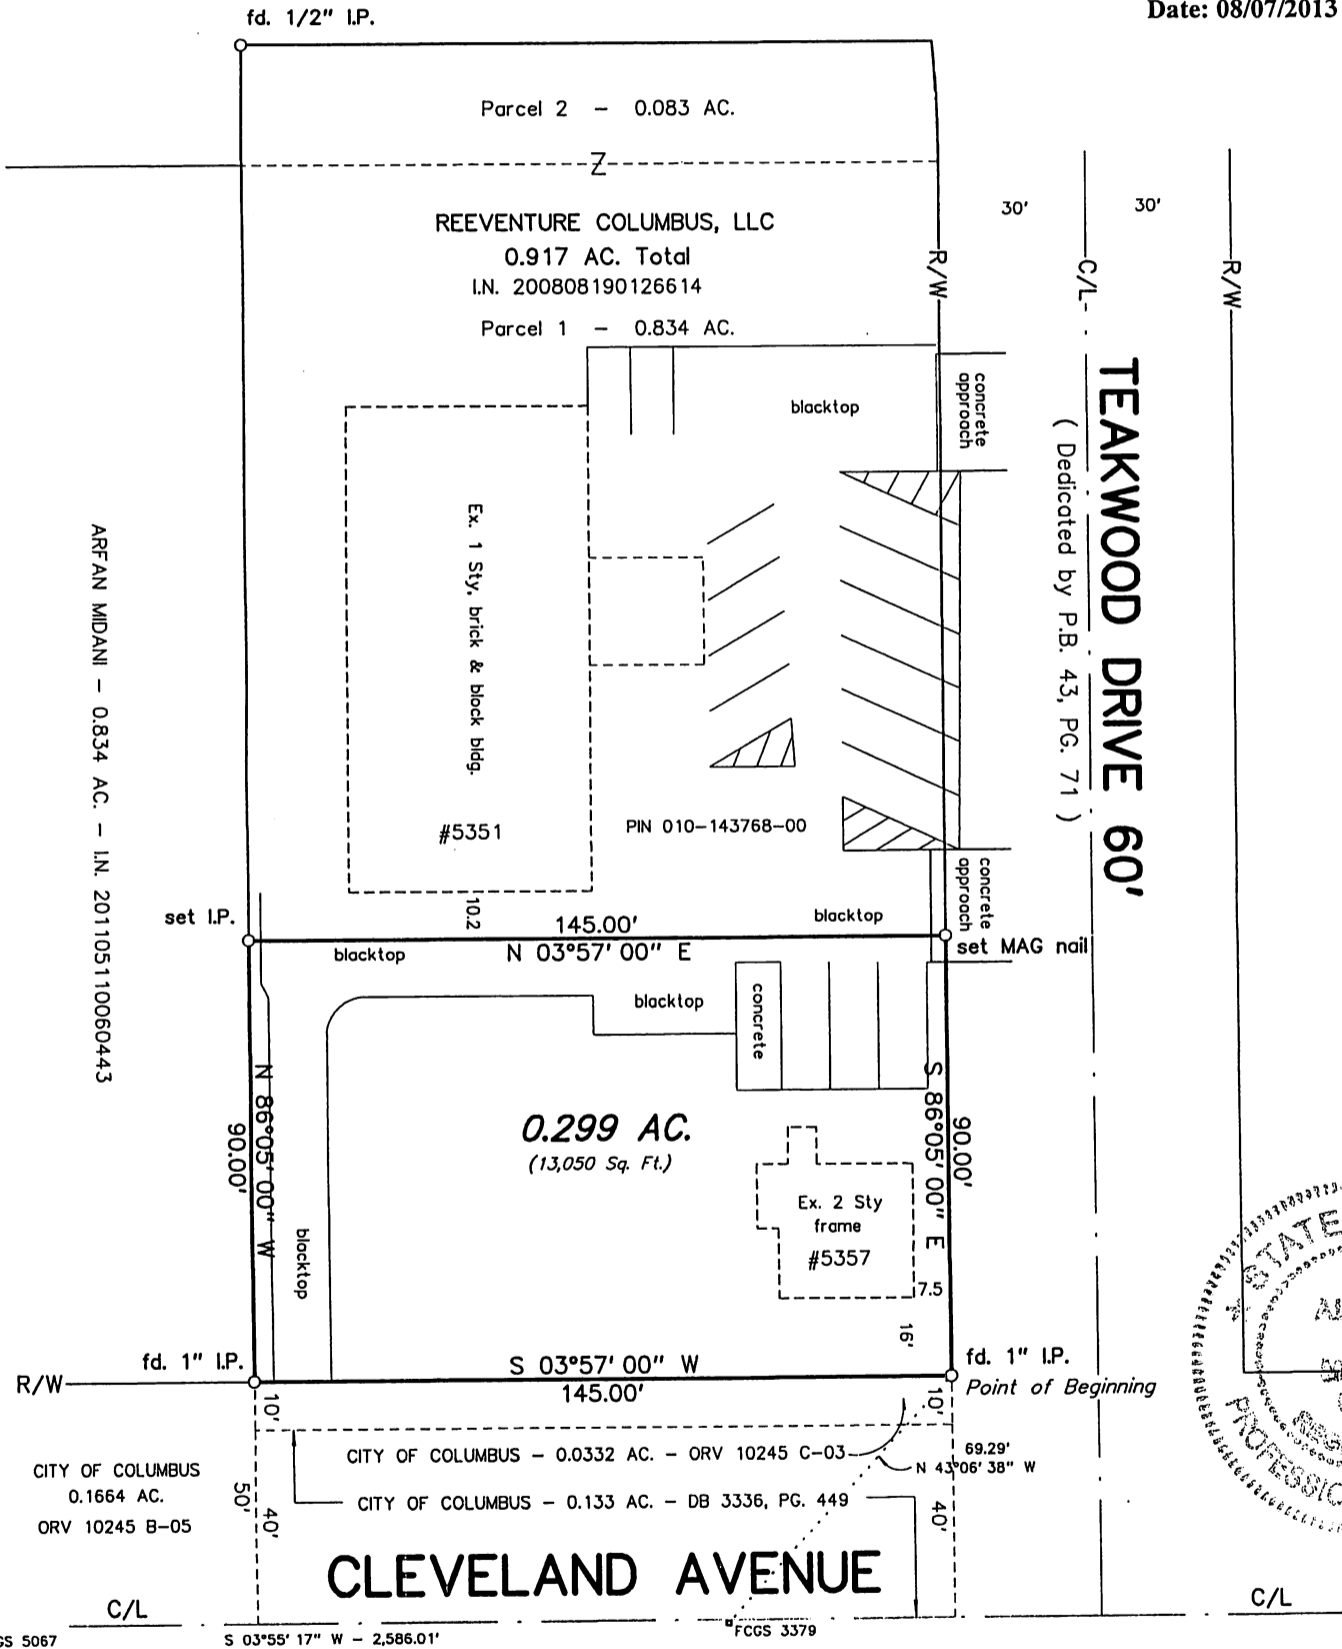 Date: 08/07/2013
fd. 1/2" I.P.
Parcel 2 - 0.083 AC.
Z
30'
30'
REEVENTURE COLUMBUS, LLC
0.917 AC. Total
I.N. 200808190126614
Parcel 1 - 0.834 AC.
R/W
C/L
R/W
TEAKWOOD DRIVE 60'
( Dedicated by P.B. 43, PG. 71 )
concrete
approach
blacktop
Ex. 1 Sty, brick & block bldg.
#5351
PIN 010-143768-00
ARFAN MIDANI - 0.834 AC. - I.N. 201105110060443
10.2
concrete
approach
set I.P.
145.00'
blacktop
N 03°57' 00" E
blacktop
set MAG nail
blacktop
concrete
N 86°05' 00" W
90.00'
S 86°05' 00" E
90.00'
0.299 AC.
(13,050 Sq. Ft.)
Ex. 2 Sty
frame
#5357
7.5
16'
blacktop
fd. 1" I.P.
R/W
S 03°57' 00" W
145.00'
fd. 1" I.P.
Point of Beginning
10'
10'
CITY OF COLUMBUS - 0.0332 AC. - ORV 10245 C-03
69.29'
N 43°06' 38" W
CITY OF COLUMBUS
0.1664 AC.
ORV 10245 B-05
CITY OF COLUMBUS - 0.133 AC. - DB 3336, PG. 449
50'
40'
40'
CLEVELAND AVENUE
C/L
C/L
GS 5067
S 03°55' 17" W - 2,586.01'
FCGS 3379
STATE
PROFESSIO